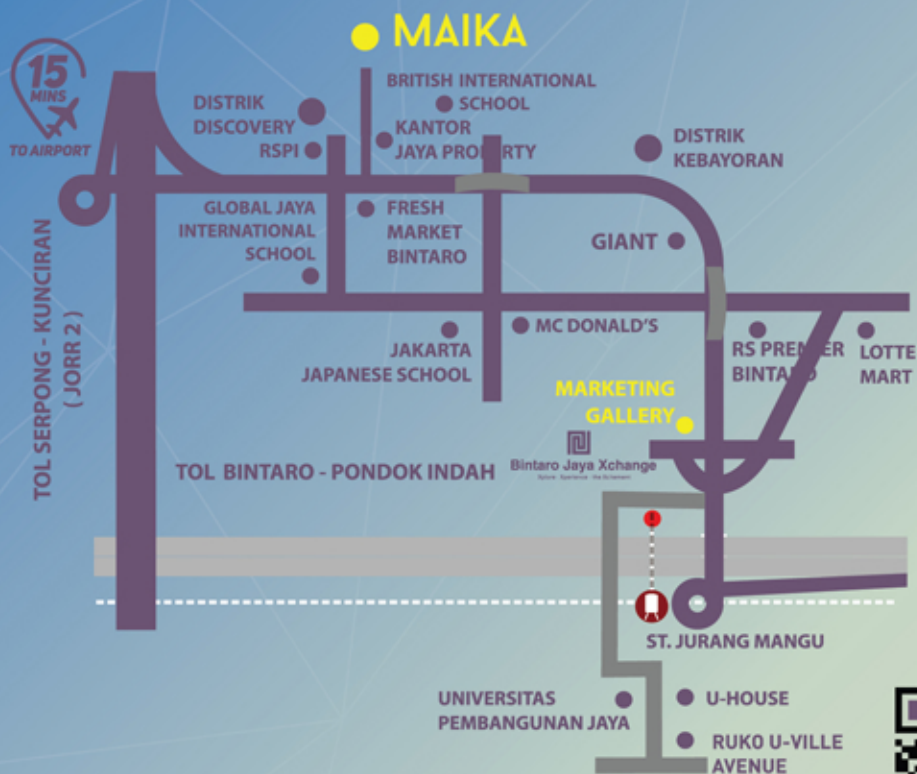 MAIKA
15
MINS
TO AIRPORT
BRITISH INTERNATIONAL
SCHOOL
DISTRIK
DISCOVERY
RSPI
KANTOR
JAYA PROPERTY
DISTRIK
KEBAYORAN
GLOBAL JAYA
INTERNATIONAL
SCHOOL
FRESH
MARKET
BINTARO
GIANT
TOL SERPONG - KUNCIRAN
( JORR 2 )
JAKARTA
JAPANESE SCHOOL
MC DONALD'S
RS PREMIER
BINTARO
LOTTE
MART
MARKETING
GALLERY
TOL BINTARO - PONDOK INDAH
Bintaro Jaya Xchange
ST. JURANG MANGU
UNIVERSITAS
PEMBANGUNAN JAYA
U-HOUSE
RUKO U-VILLE
AVENUE